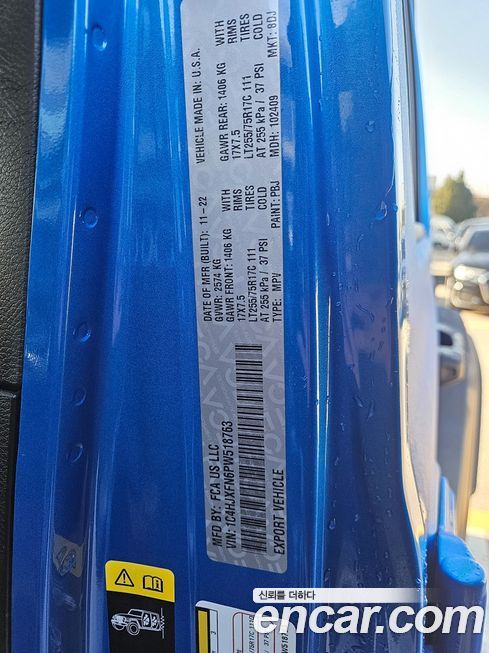 MFD BY: FCA US LLC
VIN: 1C4HJXFN6PW518763
EXPORT VEHICLE
DATE OF MFR (BUILT): 11-22
GVWR: 2574 KG
GAWR FRONT: 1406 KG WITH
17X7.5 RIMS
LT255/75R17C 111 TIRES
AT 255 kPa / 37 PSI COLD
TYPE: MPV PAINT: PBJ
VEHICLE MADE IN: U.S.A.
GAWR REAR: 1406 KG WITH
17X7.5 RIMS
LT255/75R17C 111 TIRES
AT 255 kPa / 37 PSI COLD
MDH: 102409 MKT: 8DJ
신뢰를 더하다
encar.com